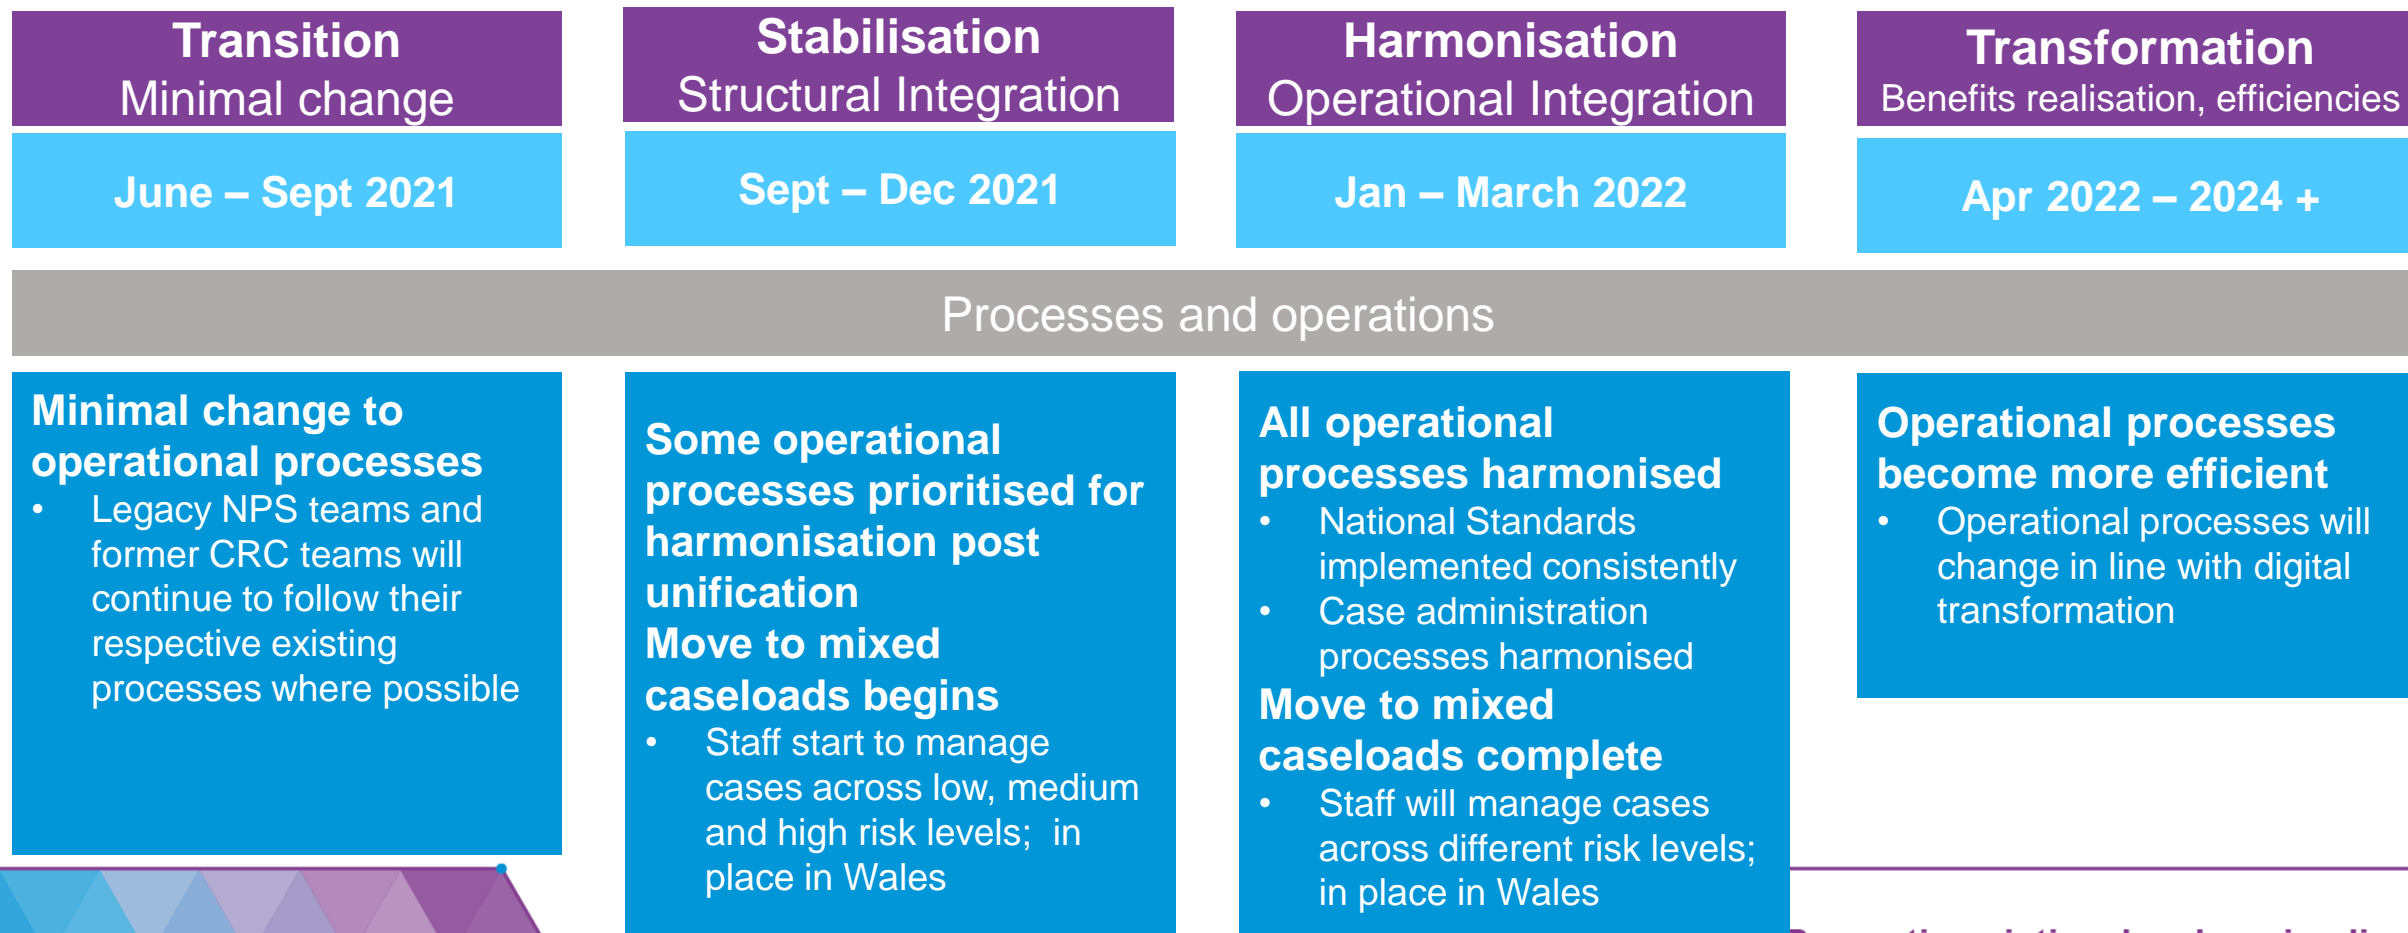 Transition
Minimal change
June – Sept 2021
Stabilisation
Structural Integration
Sept – Dec 2021
Harmonisation
Operational Integration
Jan – March 2022
Transformation
Benefits realisation, efficiencies
Apr 2022 – 2024 +
Processes and operations
Minimal change to
operational processes
• Legacy NPS teams and
former CRC teams will
continue to follow their
respective existing
processes where possible
Some operational
processes prioritised for
harmonisation post
unification
Move to mixed
caseloads begins
• Staff start to manage
cases across low, medium
and high risk levels; in
place in Wales
All operational
processes harmonised
• National Standards
implemented consistently
• Case administration
processes harmonised
Move to mixed
caseloads complete
• Staff will manage cases
across different risk levels;
in place in Wales
Operational processes
become more efficient
• Operational processes will
change in line with digital
transformation